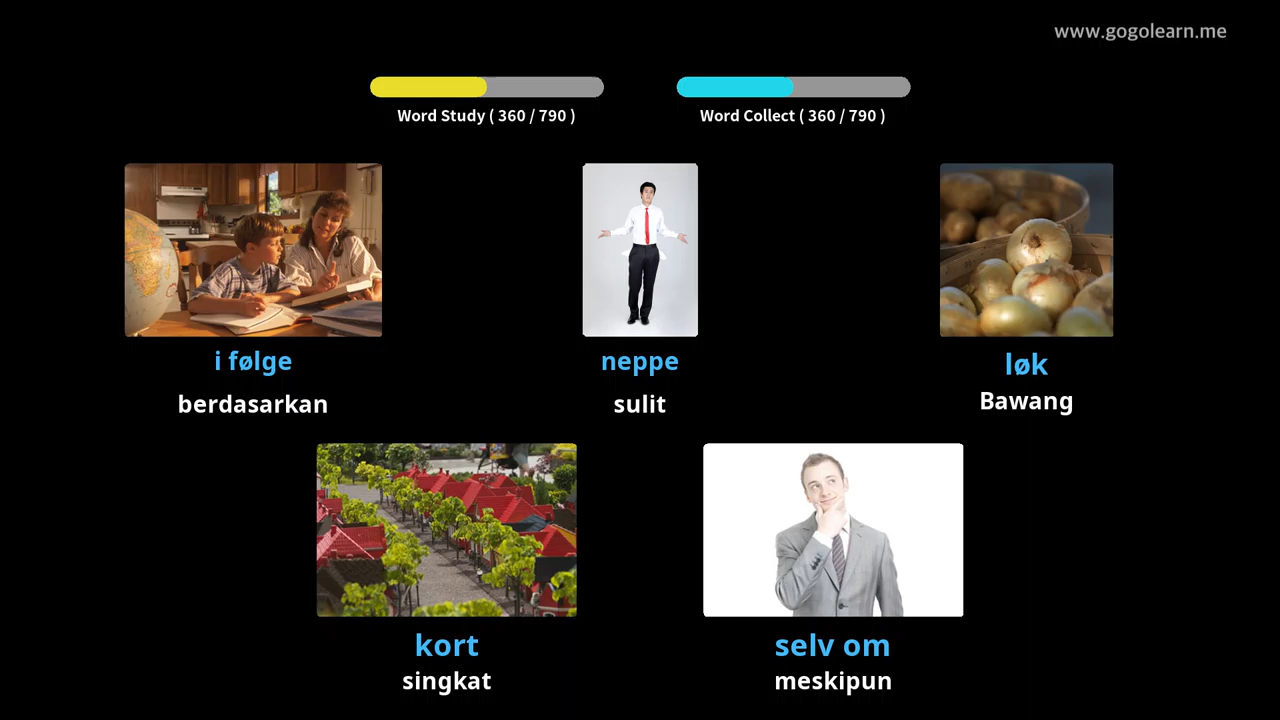 www.gogolearn.me
Word Study ( 360 / 790 )
Word Collect ( 360 / 790 )
i følge
berdasarkan
neppe
sulit
løk
Bawang
kort
singkat
selv om
meskipun